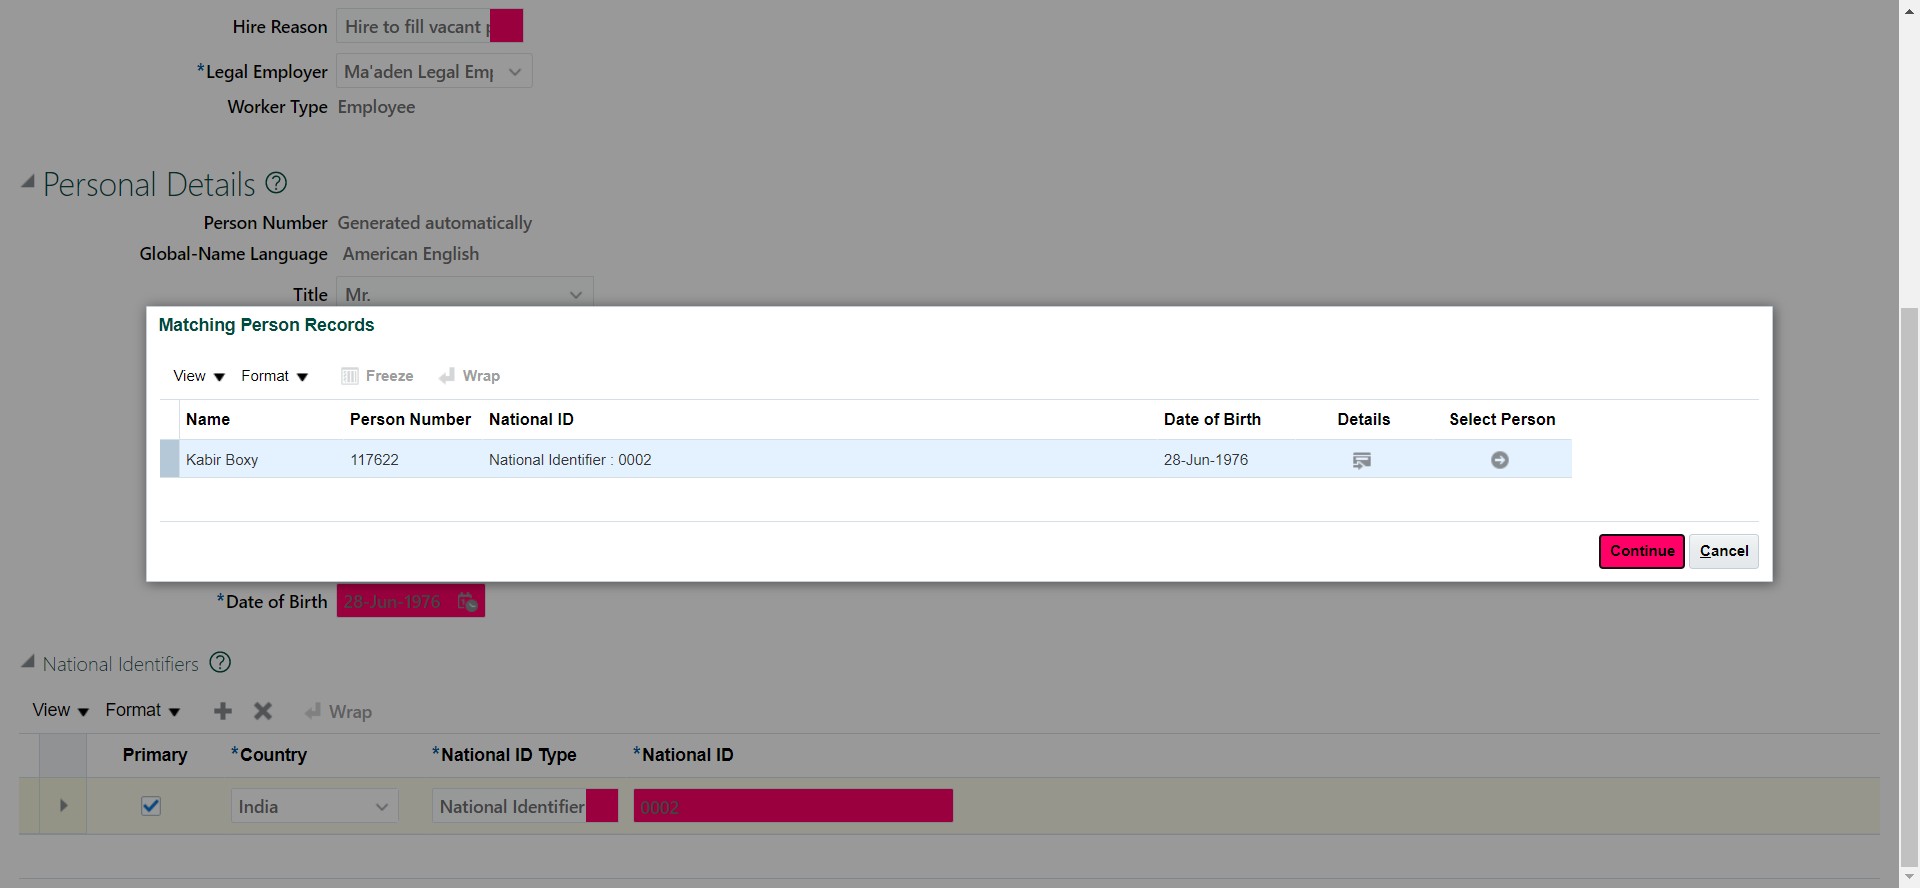 Hire Reason Hire to fill vacant
*Legal Employer Ma'aden Legal Emp
Worker Type Employee
Personal Details ?
Person Number Generated automatically
Global-Name Language American English
Title Mr.
Matching Person Records
View Format Freeze Wrap
Name Person Number National ID Date of Birth Details Select Person
Kabir Boxy 117622 National Identifier : 0002 28-Jun-1976
Continue Cancel
*Date of Birth 28-Jun-1976
National Identifiers ?
View Format Wrap
Primary *Country *National ID Type *National ID
India National Identifier 0002